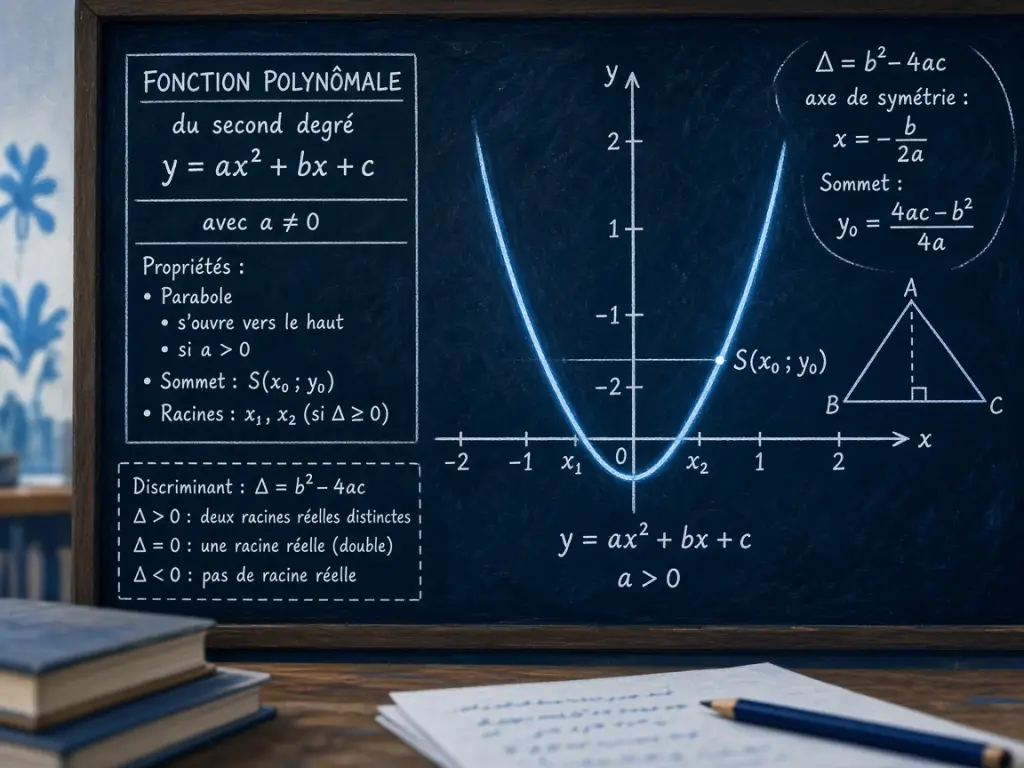 FONCTION POLYNÔMALE
du second degré
y = ax² + bx + c
avec a ≠ 0
Propriétés :
• Parabole
• s'ouvre vers le haut
• si a > 0
• Sommet : S(x₀ ; y₀)
• Racines : x₁, x₂ (si Δ ≥ 0)
Discriminant : Δ = b² – 4ac
Δ > 0 : deux racines réelles distinctes
Δ = 0 : une racine réelle (double)
Δ < 0 : pas de racine réelle
y
2
1
−1
−2
S(x₀ ; y₀)
−2 −1 x₁ 0 x₂ 1 2 x
y = ax² + bx + c
a > 0
Δ = b² – 4ac
axe de symétrie :
x = − b/2a
Sommet :
y₀ = (4ac – b²)/4a
A
B C